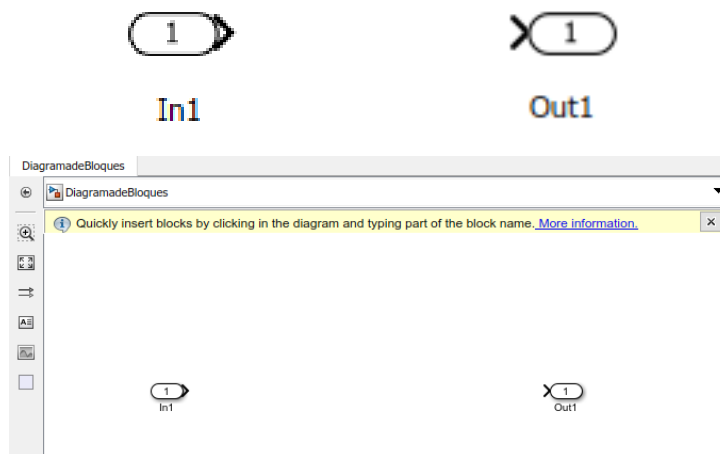 1 1
In1 Out1
DiagramadeBloques
DiagramadeBloques
Quickly insert blocks by clicking in the diagram and typing part of the block name. More information.
A
1 1
In1 Out1